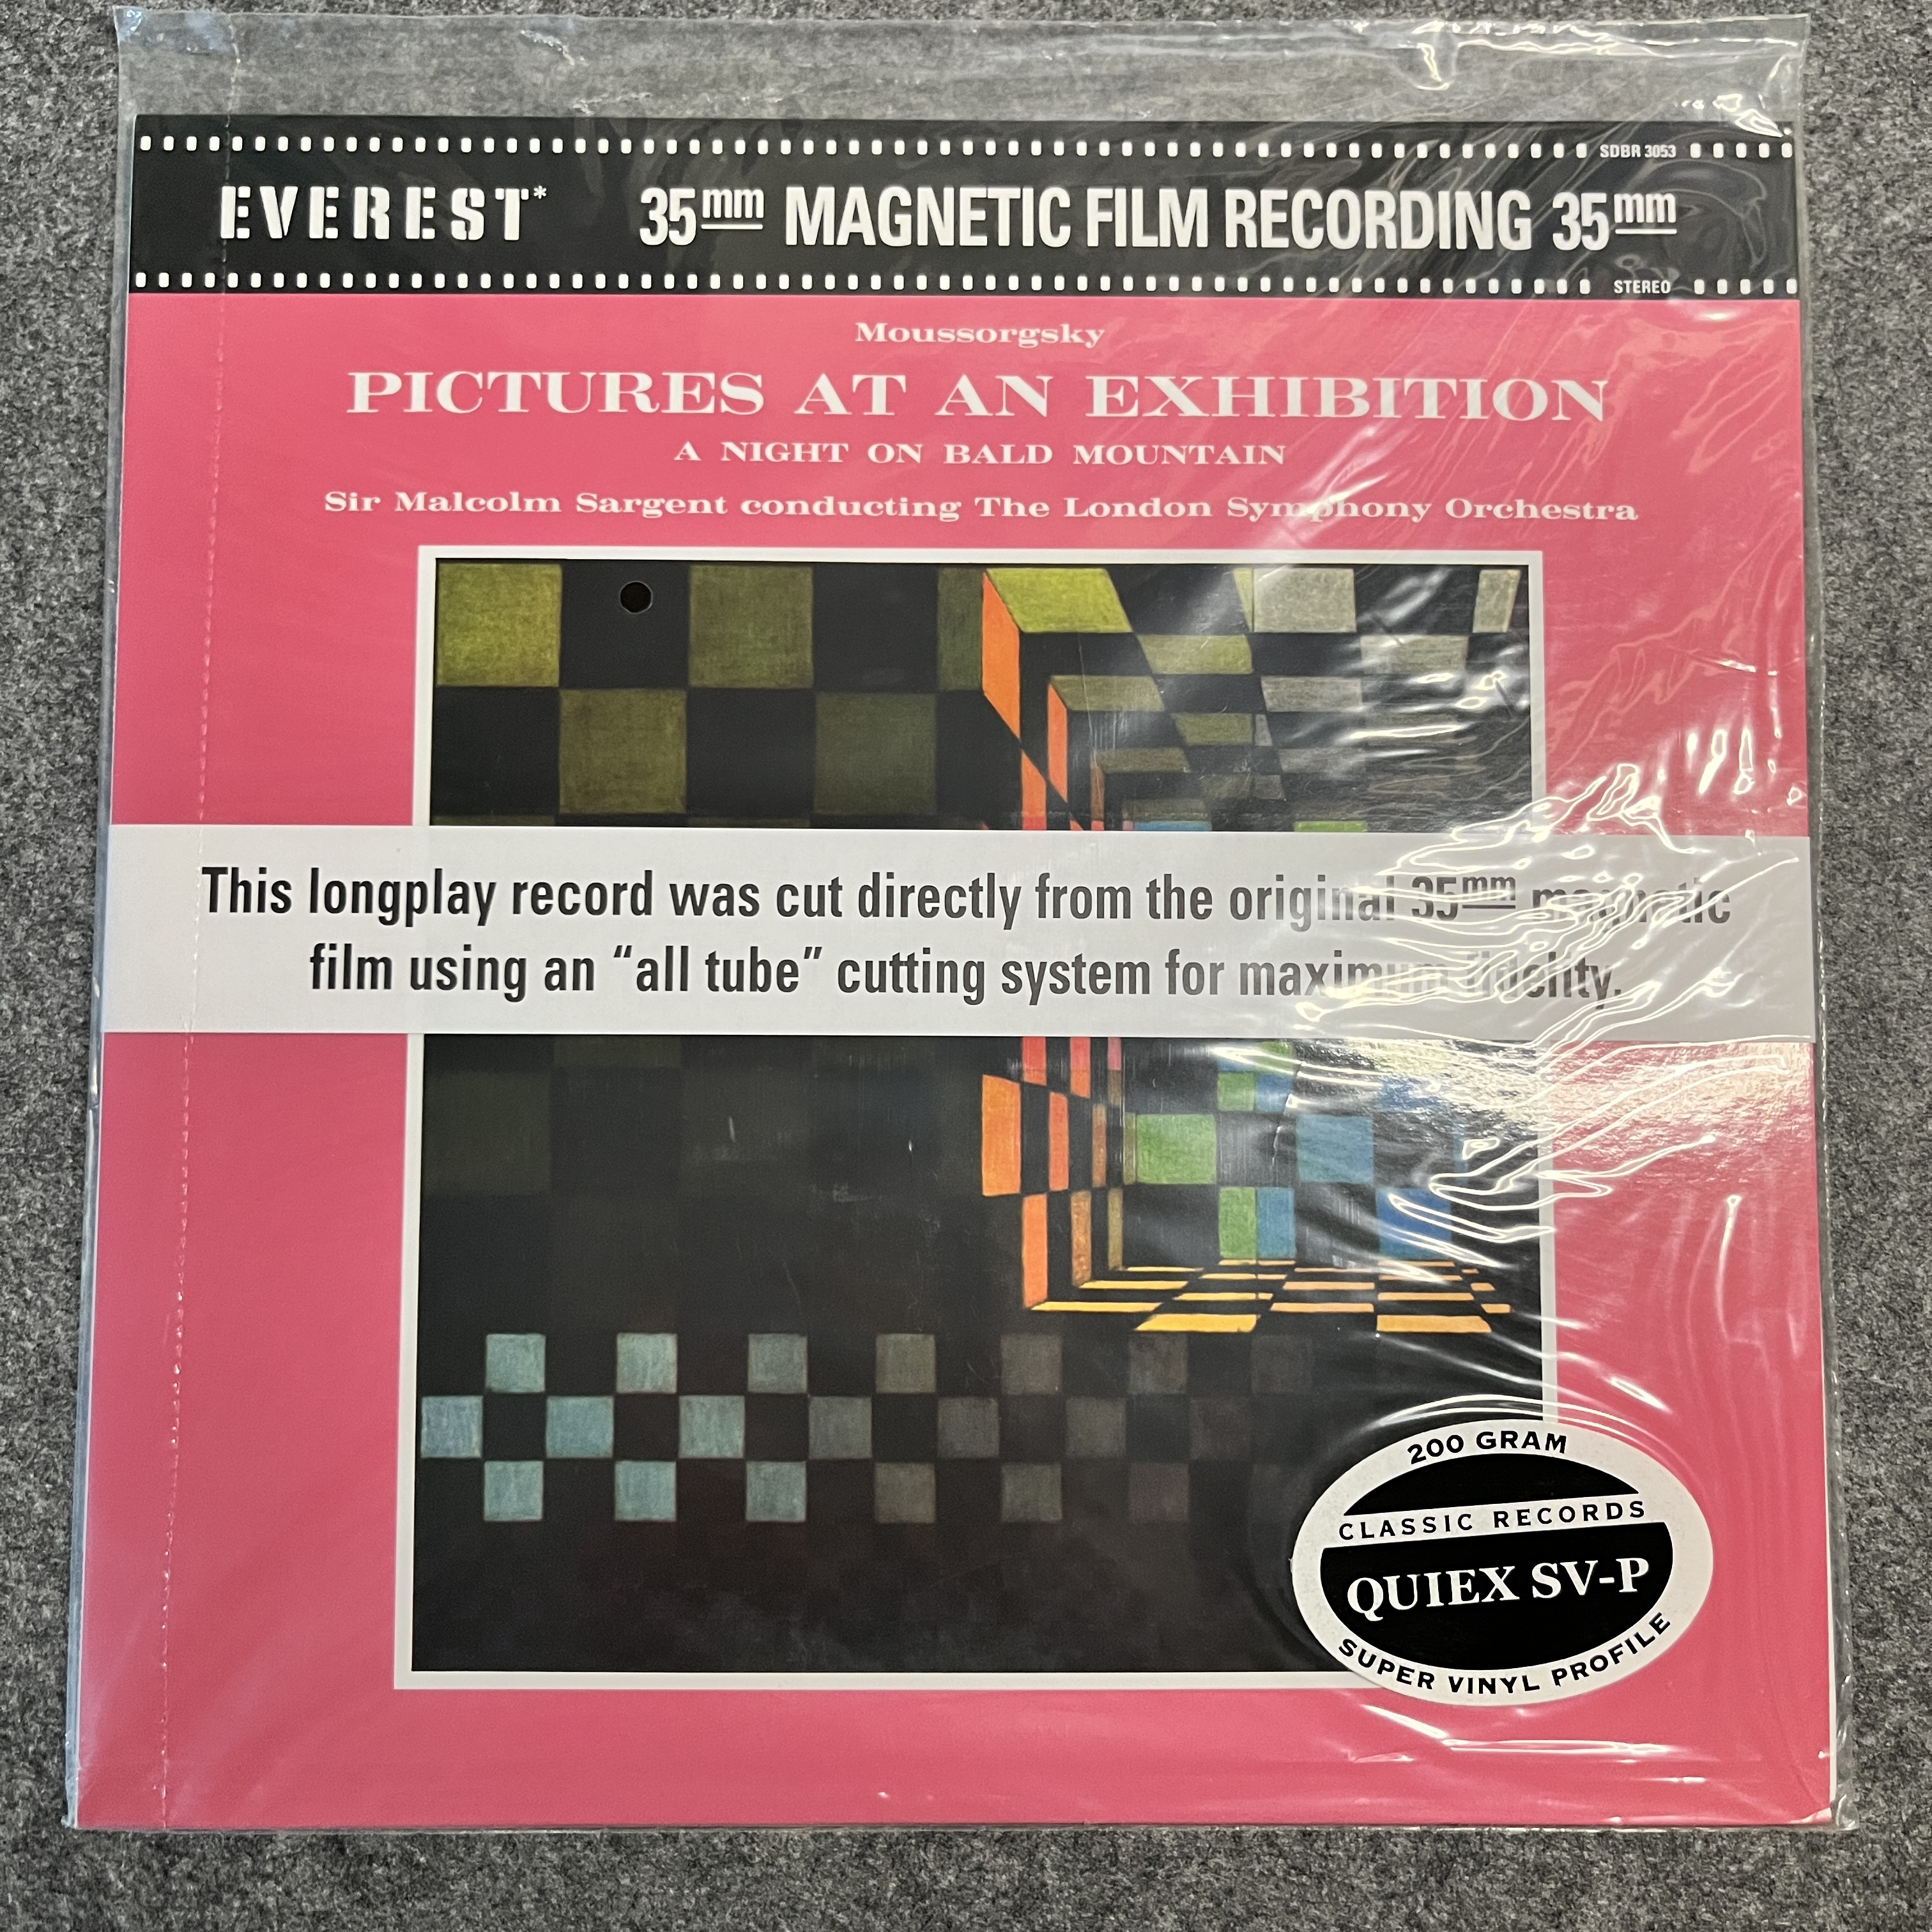 SDBR 3053
EVEREST* 35mm MAGNETIC FILM RECORDING 35mm
STEREO
Moussorgsky
PICTURES AT AN EXHIBITION
A NIGHT ON BALD MOUNTAIN
Sir Malcolm Sargent conducting The London Symphony Orchestra
This longplay record was cut directly from the original 35mm magnetic
film using an “all tube” cutting system for maximum fidelity.
200 GRAM
CLASSIC RECORDS
QUIEX SV-P
SUPER VINYL PROFILE